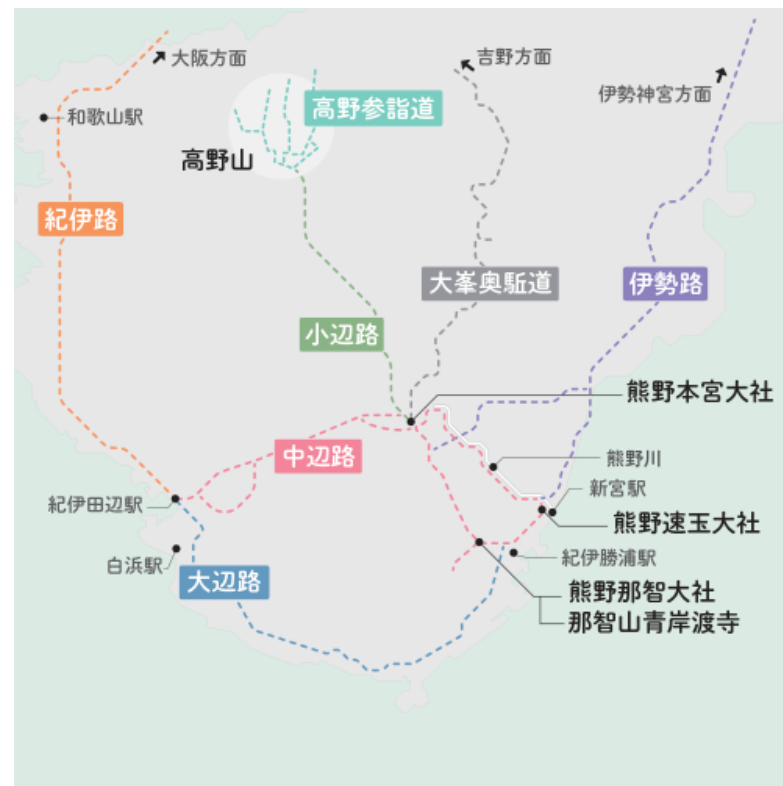 大阪方面
吉野方面
伊勢神宮方面
和歌山駅
高野参詣道
高野山
紀伊路
大峯奥駈道
伊勢路
小辺路
熊野本宮大社
中辺路
熊野川
新宮駅
紀伊田辺駅
熊野速玉大社
白浜駅
紀伊勝浦駅
大辺路
熊野那智大社
那智山青岸渡寺